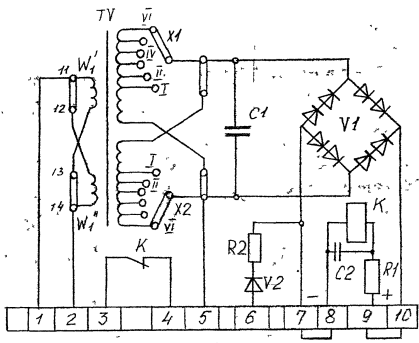 TV
VI
X1
IV
II
I
W₁'
11
12
13
14
W₁"
C1
V1
I
II
X2
VI
K
K
R2
V2
C2
R1
−
+
1 2 3 4 5 6 7 8 9 10